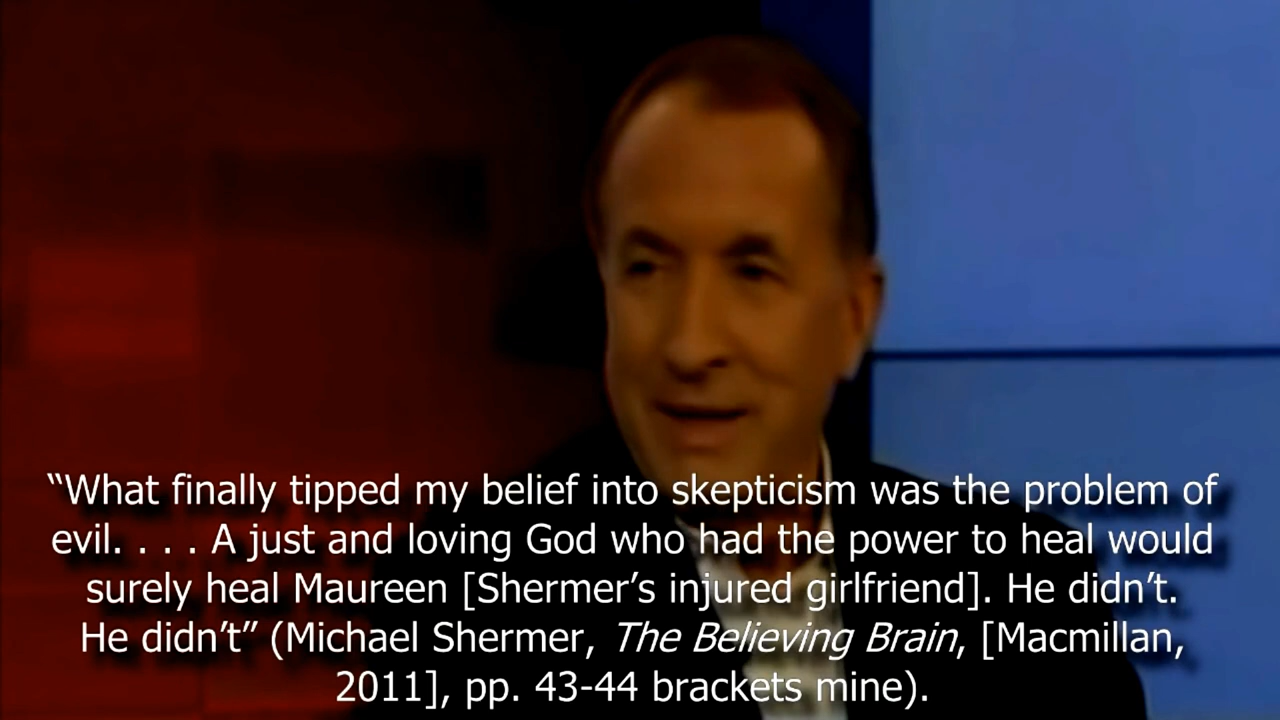 “What finally tipped my belief into skepticism was the problem of
evil. . . . A just and loving God who had the power to heal would
surely heal Maureen [Shermer’s injured girlfriend]. He didn’t.
He didn’t” (Michael Shermer, The Believing Brain, [Macmillan,
2011], pp. 43-44 brackets mine).